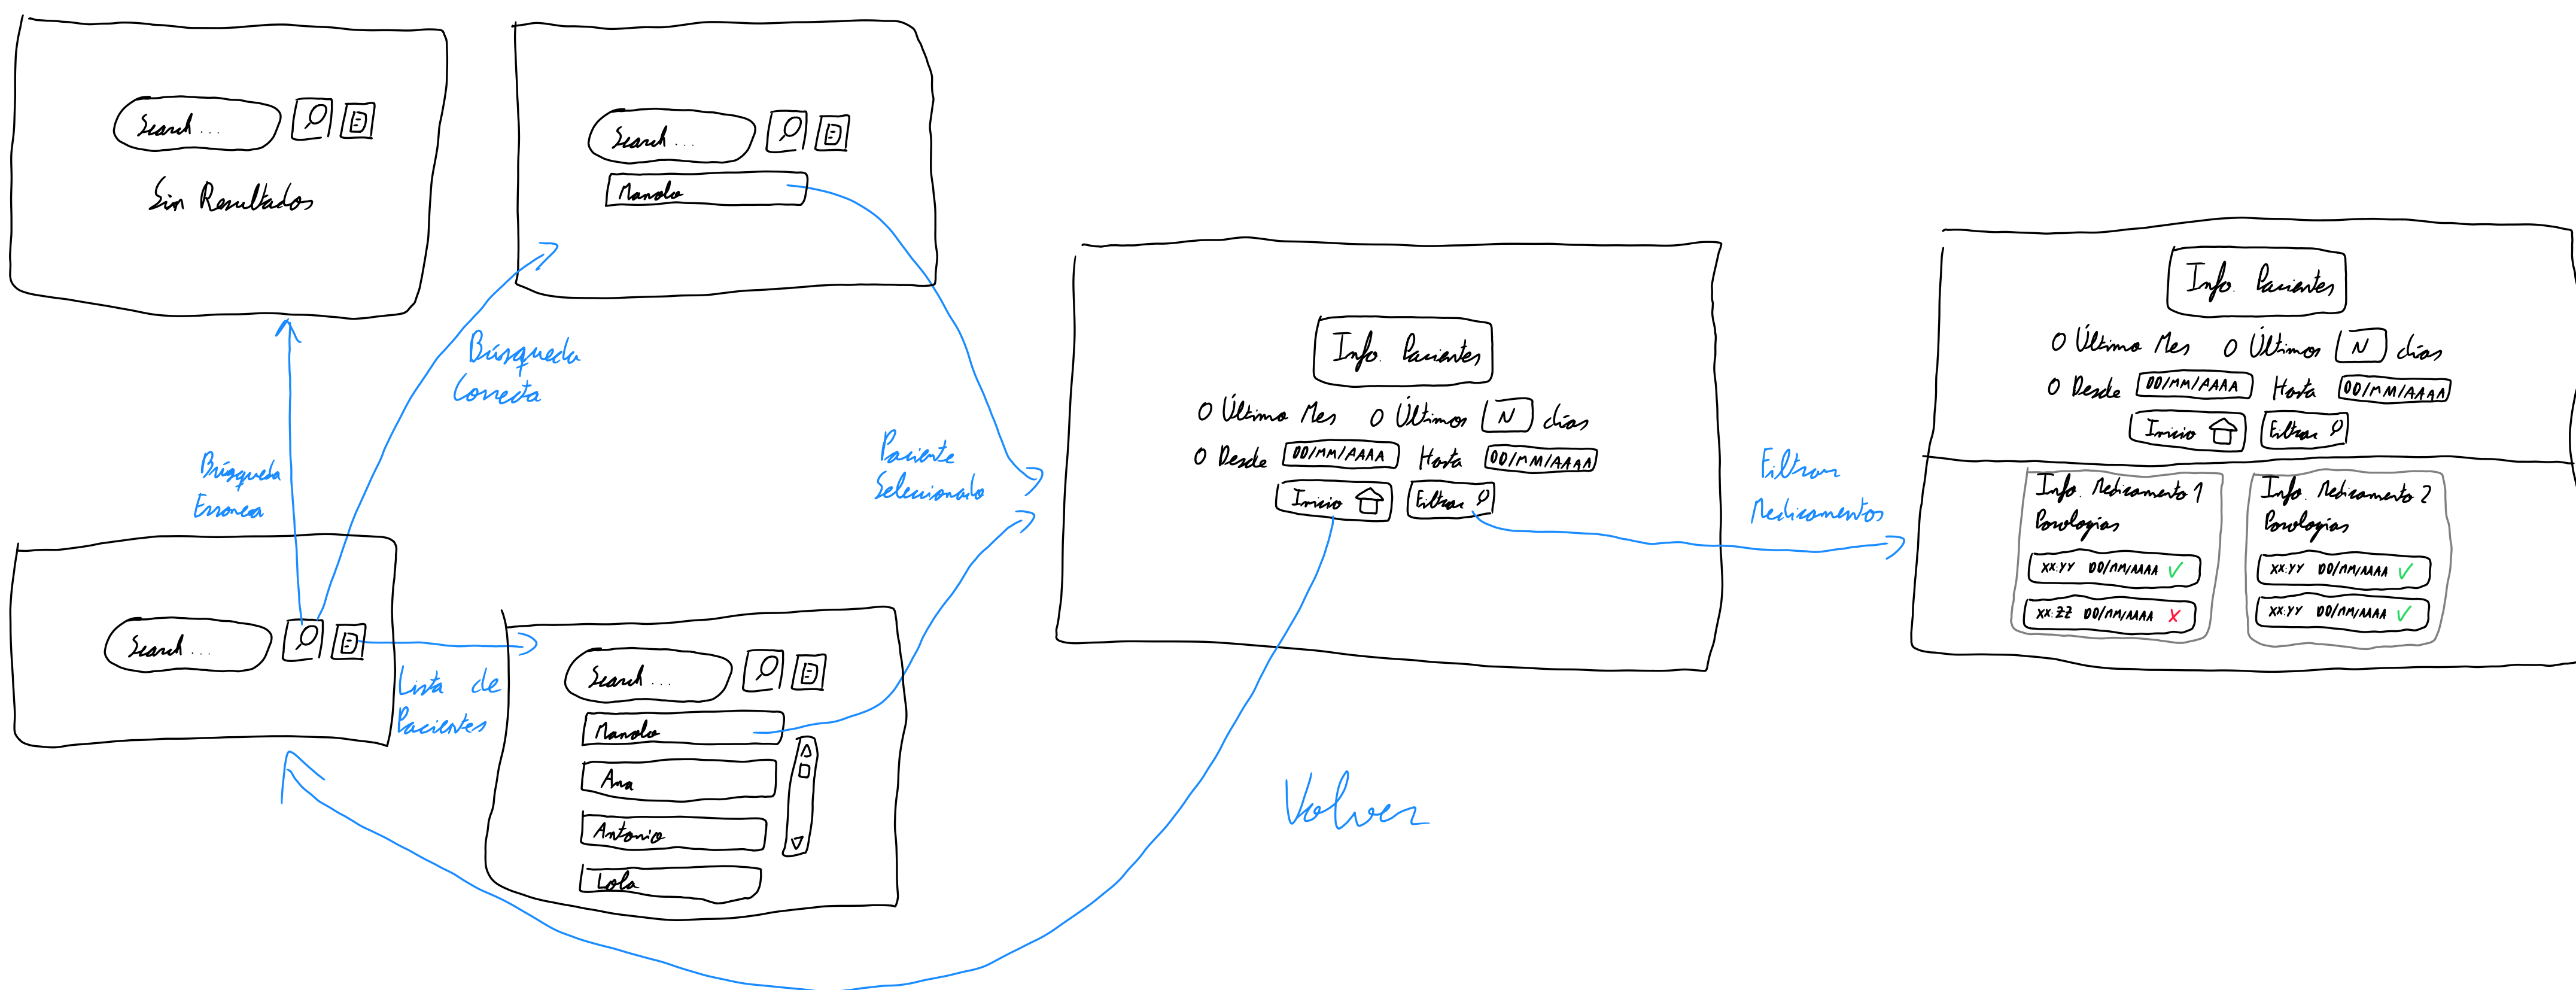 Search ...
Sin Resultados
Search ...
Manolo
Búsqueda
Correcta
Búsqueda
Erronea
Search ...
Lista de
Pacientes
Search ...
Manolo
Ana
Antonio
Lola
Paciente
Seleccionado
Info. Pacientes
O Último Mes O Últimos N días
O Desde DD/MM/AAAA Hasta DD/MM/AAAA
Inicio Filtrar
Volver
Filtrar
Medicamentos
Info. Pacientes
O Último Mes O Últimos N días
O Desde DD/MM/AAAA Hasta DD/MM/AAAA
Inicio Filtrar
Info. Medicamento 1
Posologías
XX:YY DD/MM/AAAA ✓
XX:ZZ DD/MM/AAAA X
Info. Medicamento 2
Posologías
XX:YY DD/MM/AAAA ✓
XX:YY DD/MM/AAAA ✓